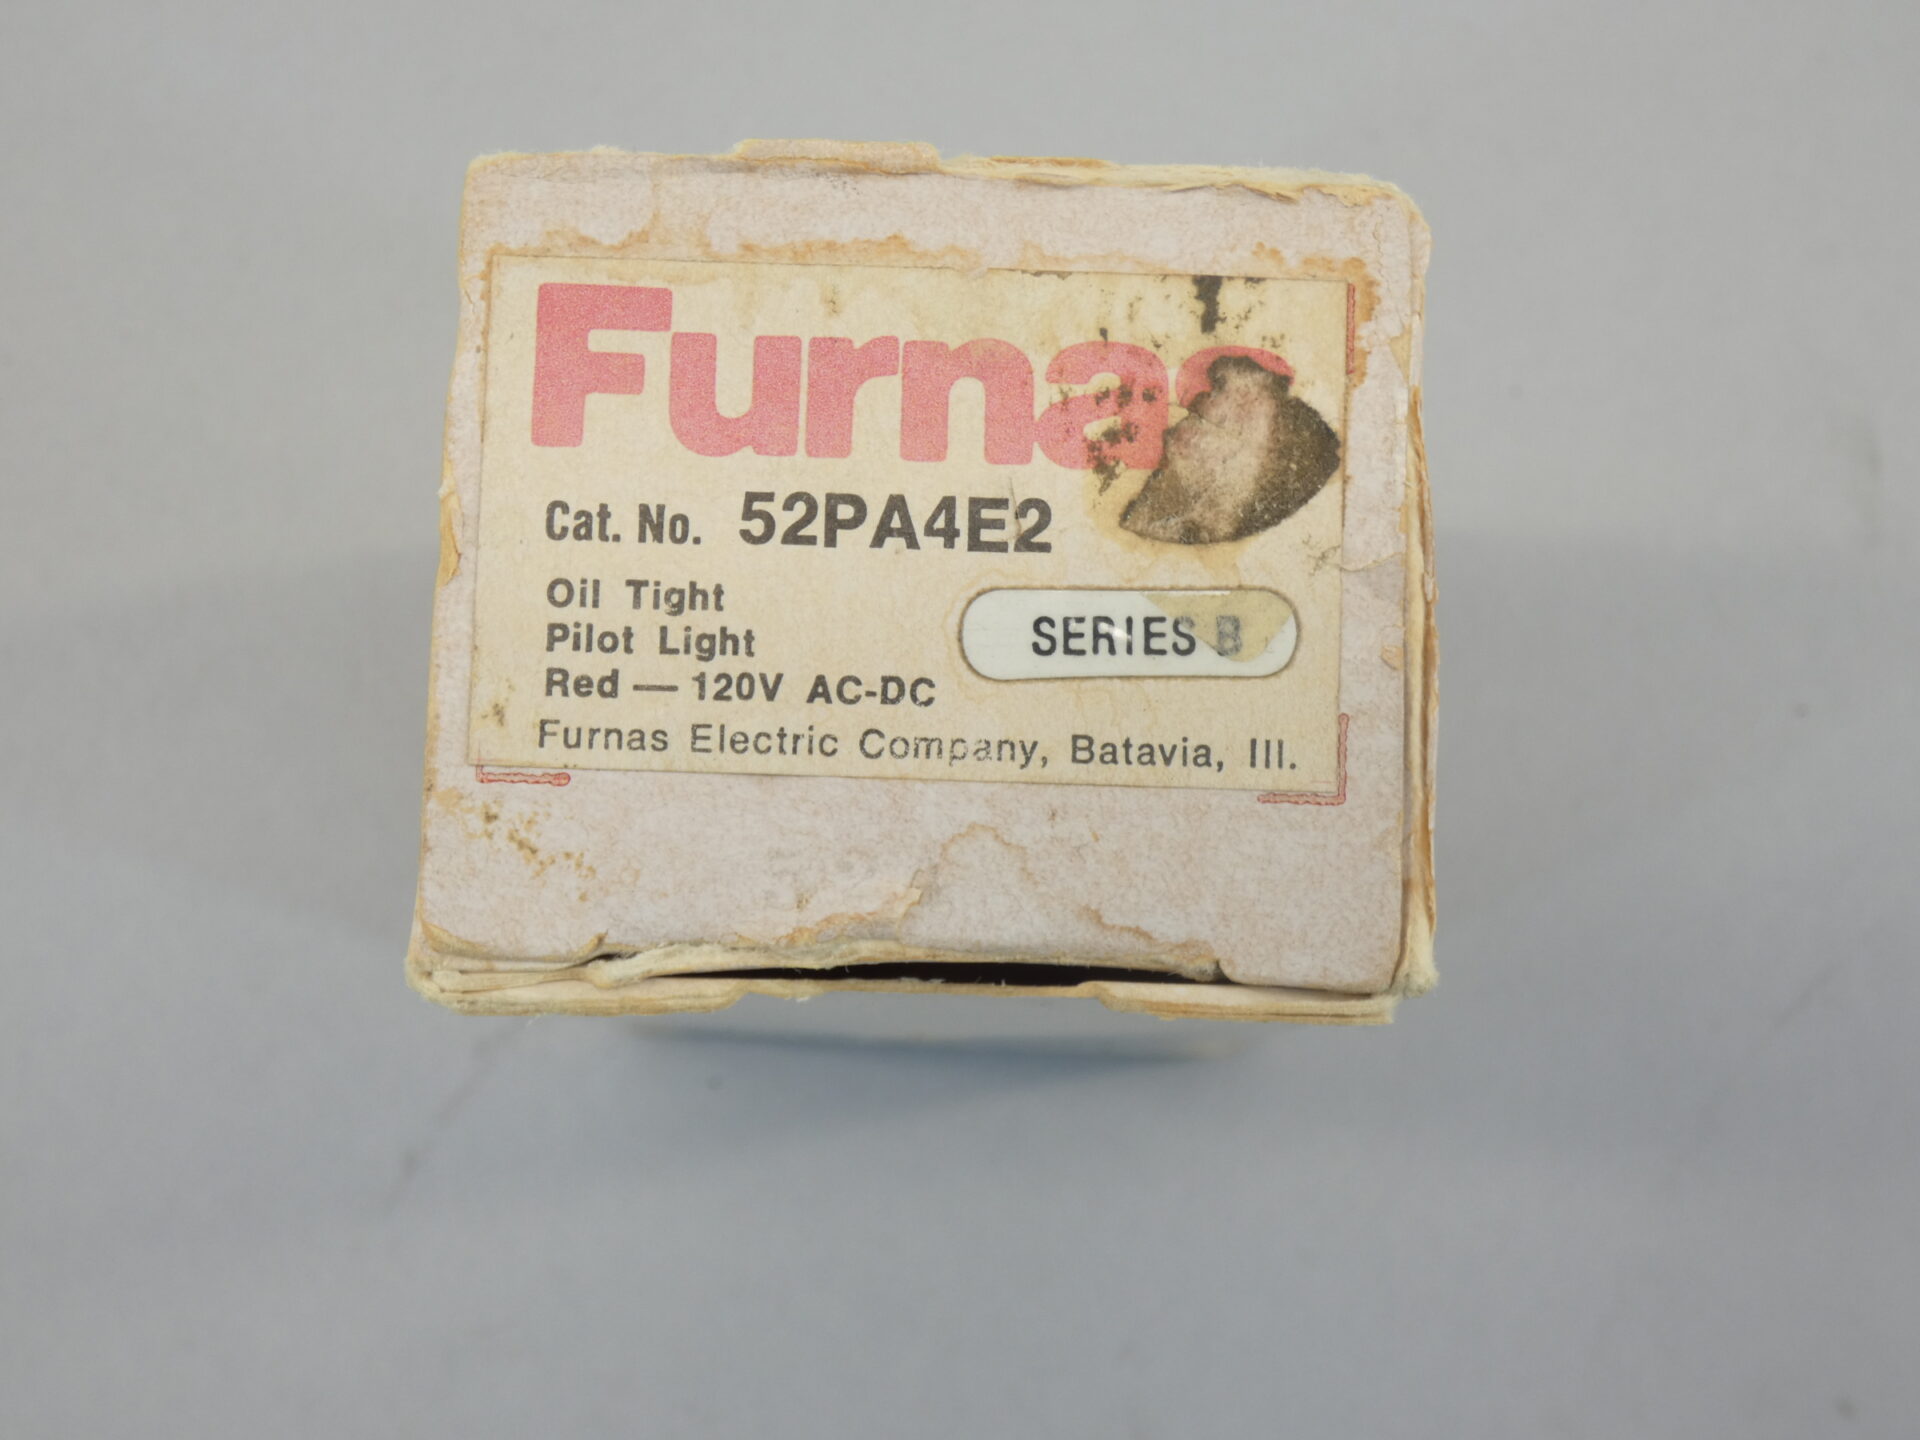 Furnas
Cat. No. 52PA4E2
Oil Tight
Pilot Light
Red — 120V AC-DC
SERIES B
Furnas Electric Company, Batavia, Ill.